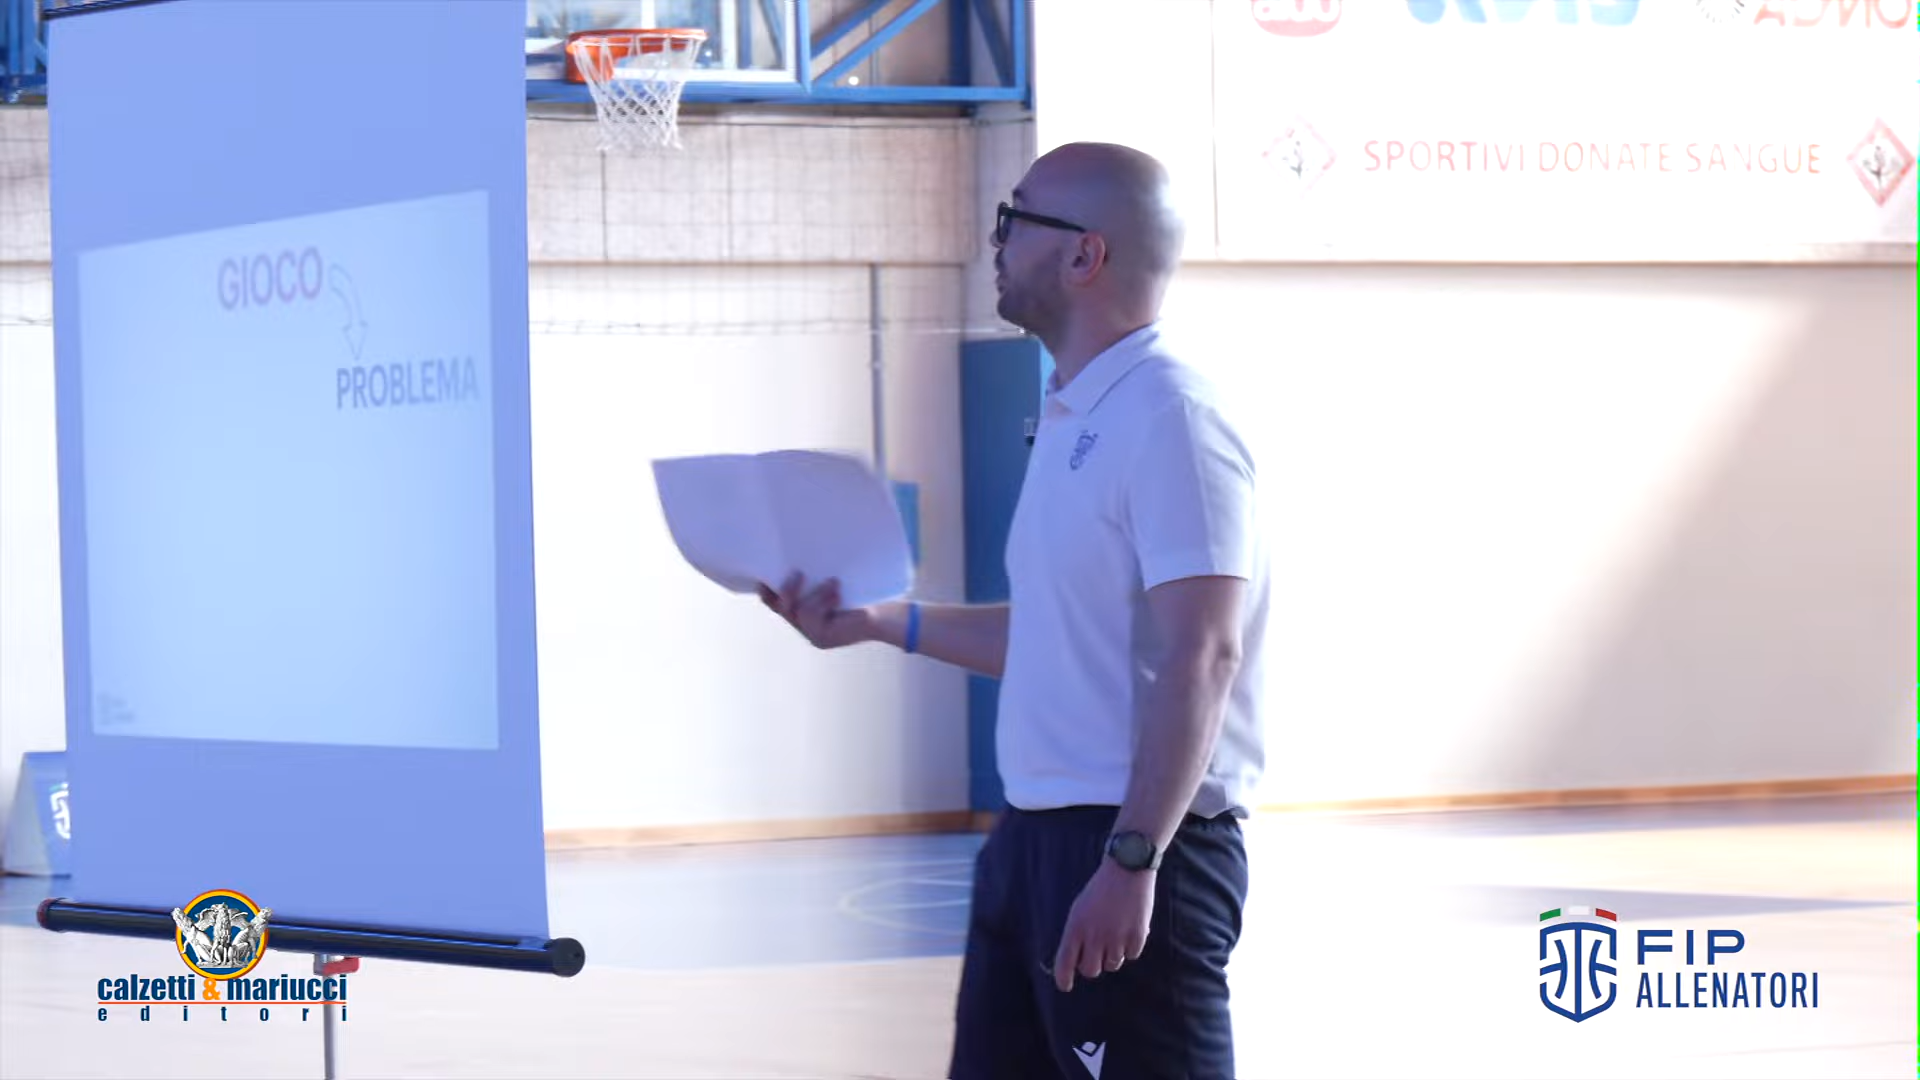 SPORTIVI DONATE SANGUE
GIOCO
PROBLEMA
calzetti & mariucci
editori
FIP
ALLENATORI